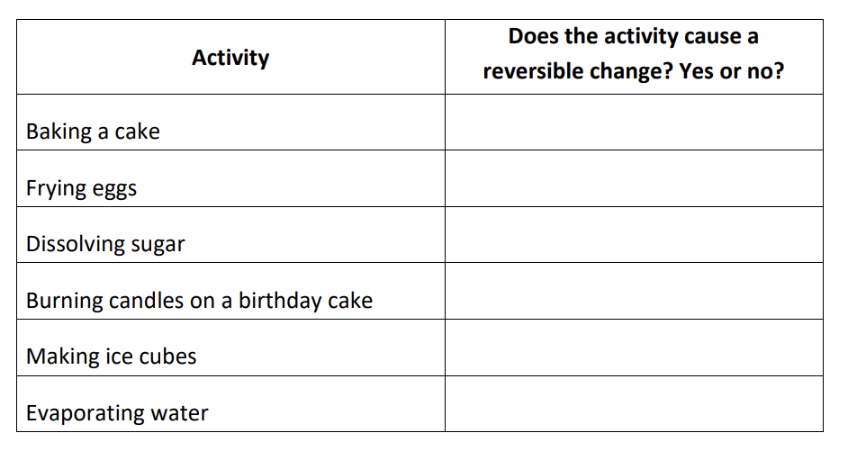 Activity
Does the activity cause a
reversible change? Yes or no?
Baking a cake
Frying eggs
Dissolving sugar
Burning candles on a birthday cake
Making ice cubes
Evaporating water